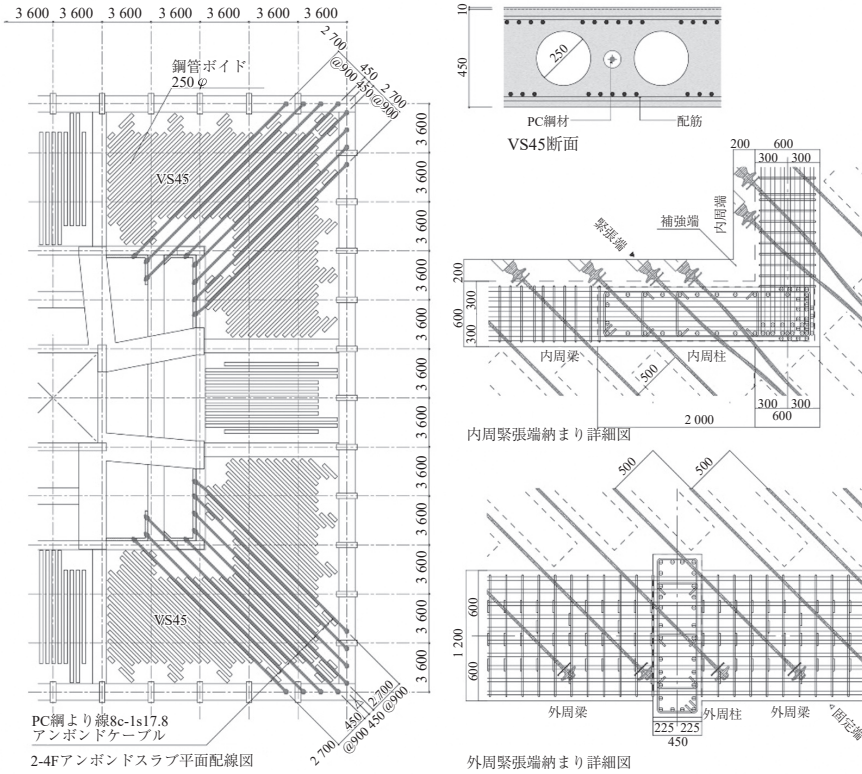 3 600 3 600 3 600 3 600 3 600 3 600
鋼管ボイド
250 φ
2 700
@900
450
450
2 700
@900
VS45
3 600
3 600
3 600
3 600
3 600
3 600
3 600
3 600
3 600
3 600
3 600
3 600
VS45
PC鋼より線8c-1s17.8
アンボンドケーブル
2 700
@900
450
450
2 700
@900
2-4Fアンボンドスラブ平面配線図
10
450
250
PC鋼材
配筋
VS45断面
200 600
300 300
内周端
補強端
緊張端
200
600
300
300
内周梁
内周柱
500
300 300
2 000
600
内周緊張端納まり詳細図
500
500
600
1 200
600
外周梁
外周柱
外周梁
固定端
225 225
450
外周緊張端納まり詳細図